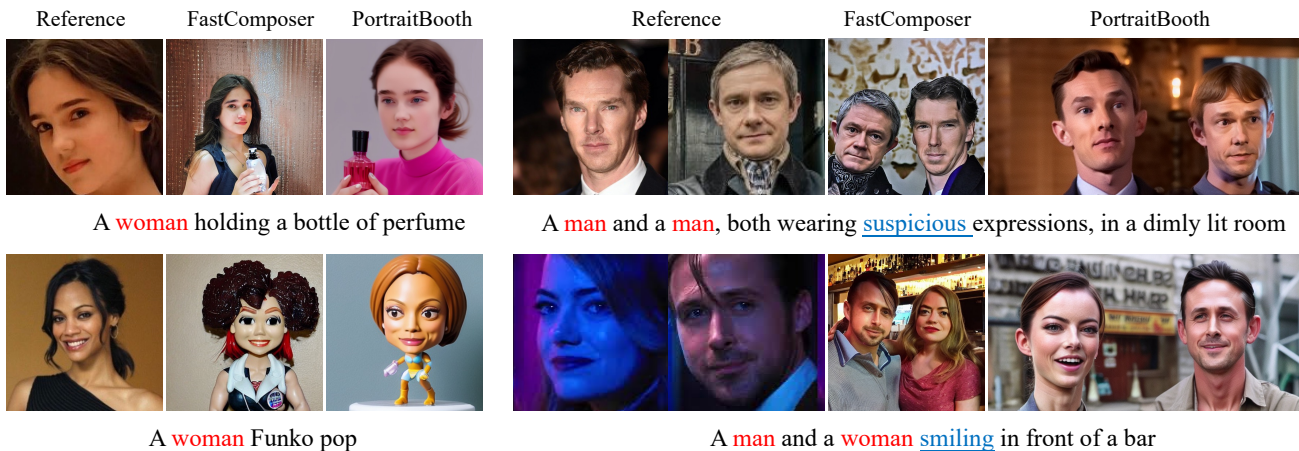 Reference FastComposer PortraitBooth Reference FastComposer PortraitBooth
A woman holding a bottle of perfume
A man and a man, both wearing suspicious expressions, in a dimly lit room
A woman Funko pop
A man and a woman smiling in front of a bar